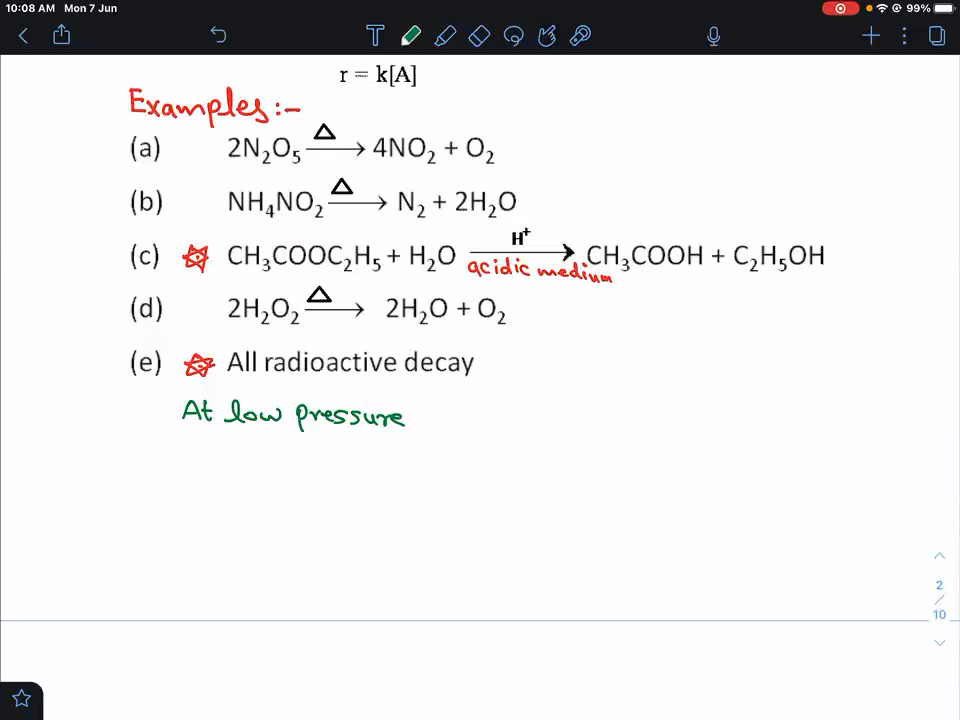 10:08 AM Mon 7 Jun 99%
r = k[A]
Examples:-
(a) 2N₂O₅ —Δ→ 4NO₂ + O₂
(b) NH₄NO₂ —Δ→ N₂ + 2H₂O
(c) CH₃COOC₂H₅ + H₂O —H⁺→ CH₃COOH + C₂H₅OH
acidic medium
(d) 2H₂O₂ —Δ→ 2H₂O + O₂
(e) All radioactive decay
At low pressure
2
/
10